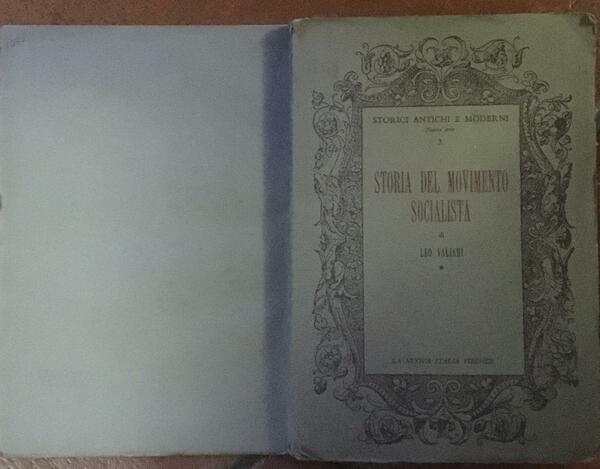 STORICI ANTICHI E MODERNI
Nuova serie
3.
STORIA DEL MOVIMENTO
SOCIALISTA
di
LEO VALIANI
*
LA NUOVA ITALIA FIRENZE